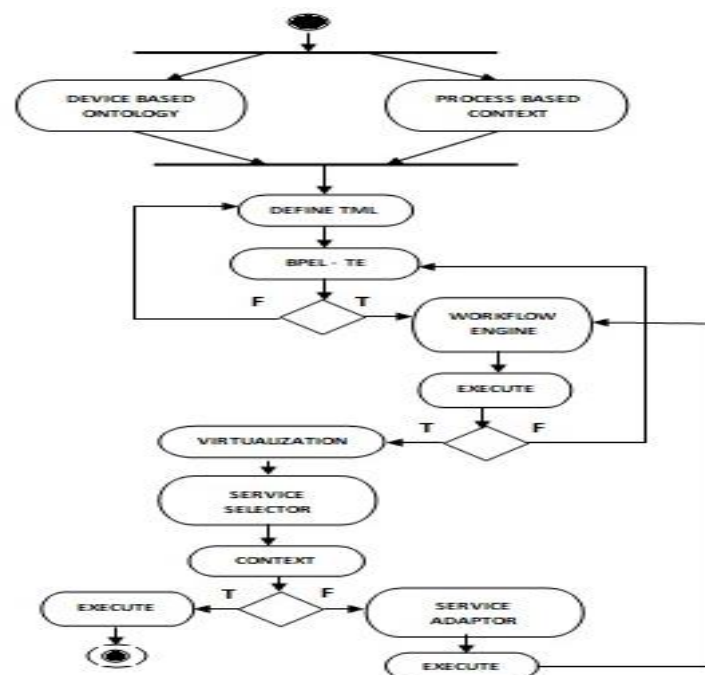 DEVICE BASED
ONTOLOGY
PROCESS BASED
CONTEXT
DEFINE TML
BPEL - TE
F
T
WORKFLOW
ENGINE
EXECUTE
T
F
VIRTUALIZATION
SERVICE
SELECTOR
CONTEXT
T
F
EXECUTE
SERVICE
ADAPTOR
EXECUTE